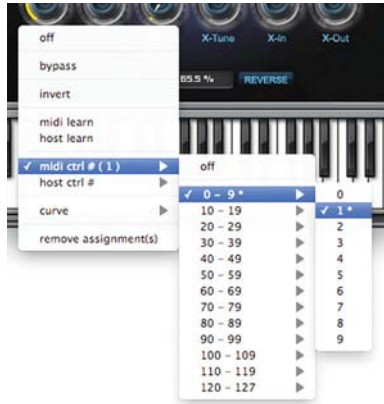 X-Tune X-In X-Out
65.5 % REVERSE
off
bypass
invert
midi learn
host learn
✓ midi ctrl # ( 1 )
host ctrl #
curve
remove assignment(s)
off
✓ 0 – 9 *
10 – 19
20 – 29
30 – 39
40 – 49
50 – 59
60 – 69
70 – 79
80 – 89
90 – 99
100 – 109
110 – 119
120 – 127
0
✓ 1 *
2
3
4
5
6
7
8
9